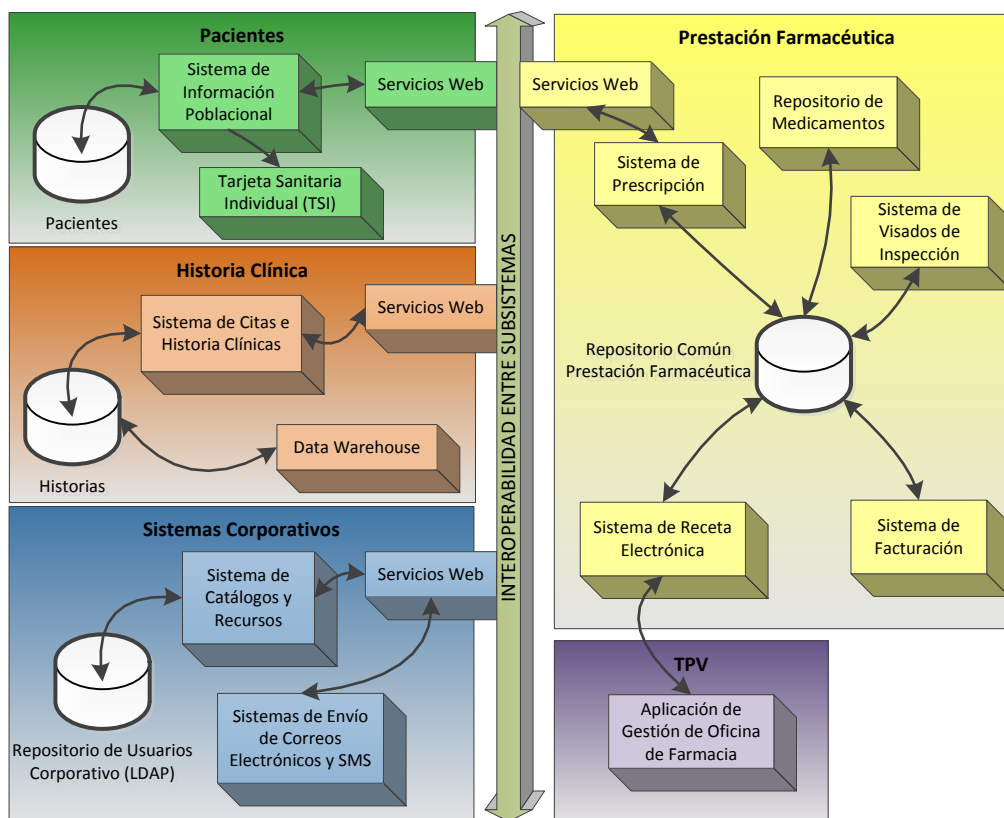 Pacientes
Sistema de
Información
Poblacional
Servicios Web
Tarjeta Sanitaria
Individual (TSI)
Pacientes
Historia Clínica
Sistema de Citas e
Historia Clínicas
Servicios Web
Data Warehouse
Historias
Sistemas Corporativos
Sistema de
Catálogos y
Recursos
Servicios Web
Sistemas de Envío
de Correos
Electrónicos y SMS
Repositorio de Usuarios
Corporativo (LDAP)
INTEROPERABILIDAD ENTRE SUBSISTEMAS
Prestación Farmacéutica
Servicios Web
Repositorio de
Medicamentos
Sistema de
Prescripción
Sistema de
Visados de
Inspección
Repositorio Común
Prestación Farmacéutica
Sistema de Receta
Electrónica
Sistema de
Facturación
TPV
Aplicación de
Gestión de Oficina
de Farmacia